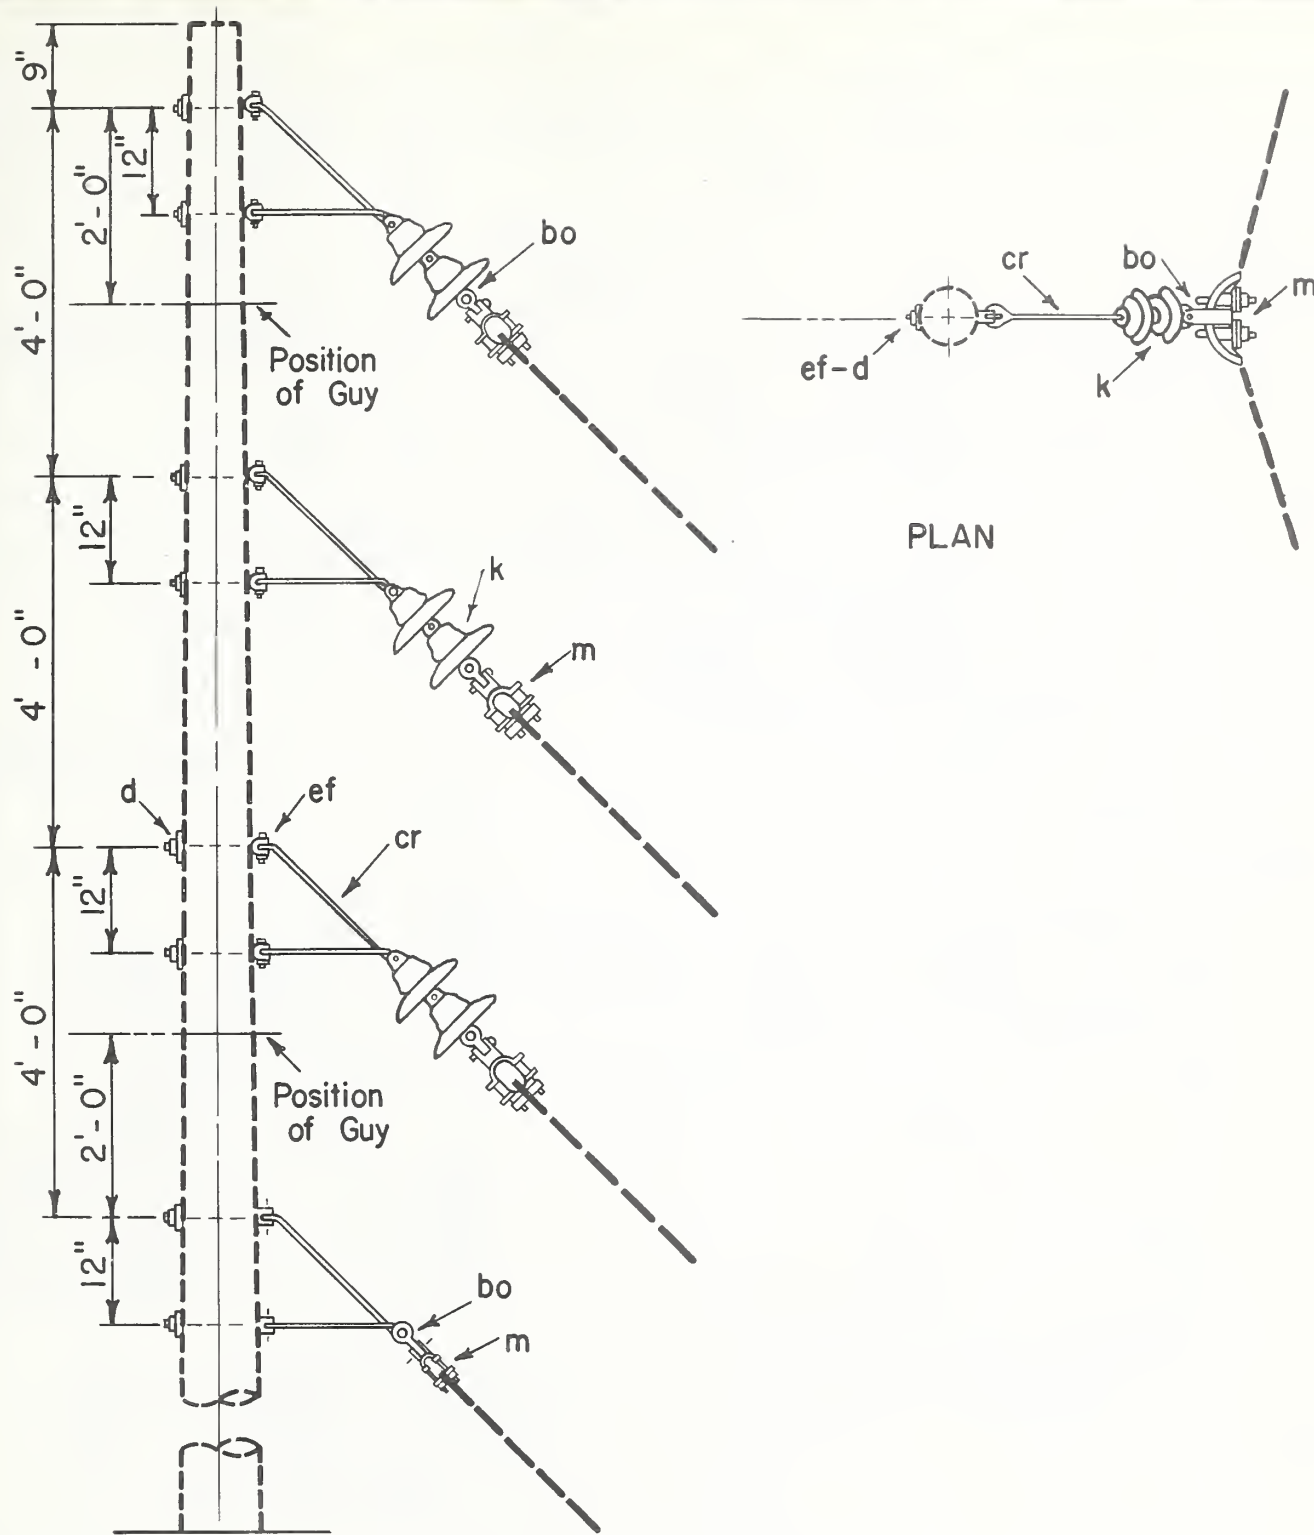 9"
12"
2'-0"
4'-0"
bo
Position
of Guy
12"
4'-0"
k
m
d
ef
cr
12"
4'-0"
Position
of Guy
2'-0"
12"
bo
m
cr
bo
m
ef-d
k
PLAN